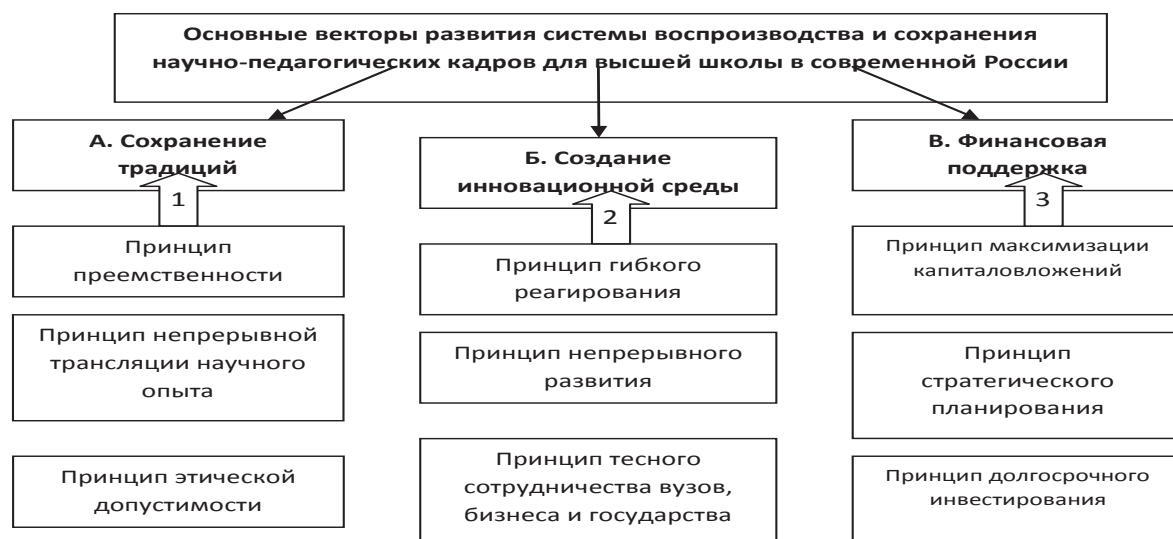 Основные векторы развития системы воспроизводства и сохранения
научно-педагогических кадров для высшей школы в современной России
А. Сохранение
традиций
1
Принцип
преемственности
Принцип непрерывной
трансляции научного
опыта
Принцип этической
допустимости
Б. Создание
инновационной среды
2
Принцип гибкого
реагирования
Принцип непрерывного
развития
Принцип тесного
сотрудничества вузов,
бизнеса и государства
В. Финансовая
поддержка
3
Принцип максимизации
капиталовложений
Принцип
стратегического
планирования
Принцип долгосрочного
инвестирования